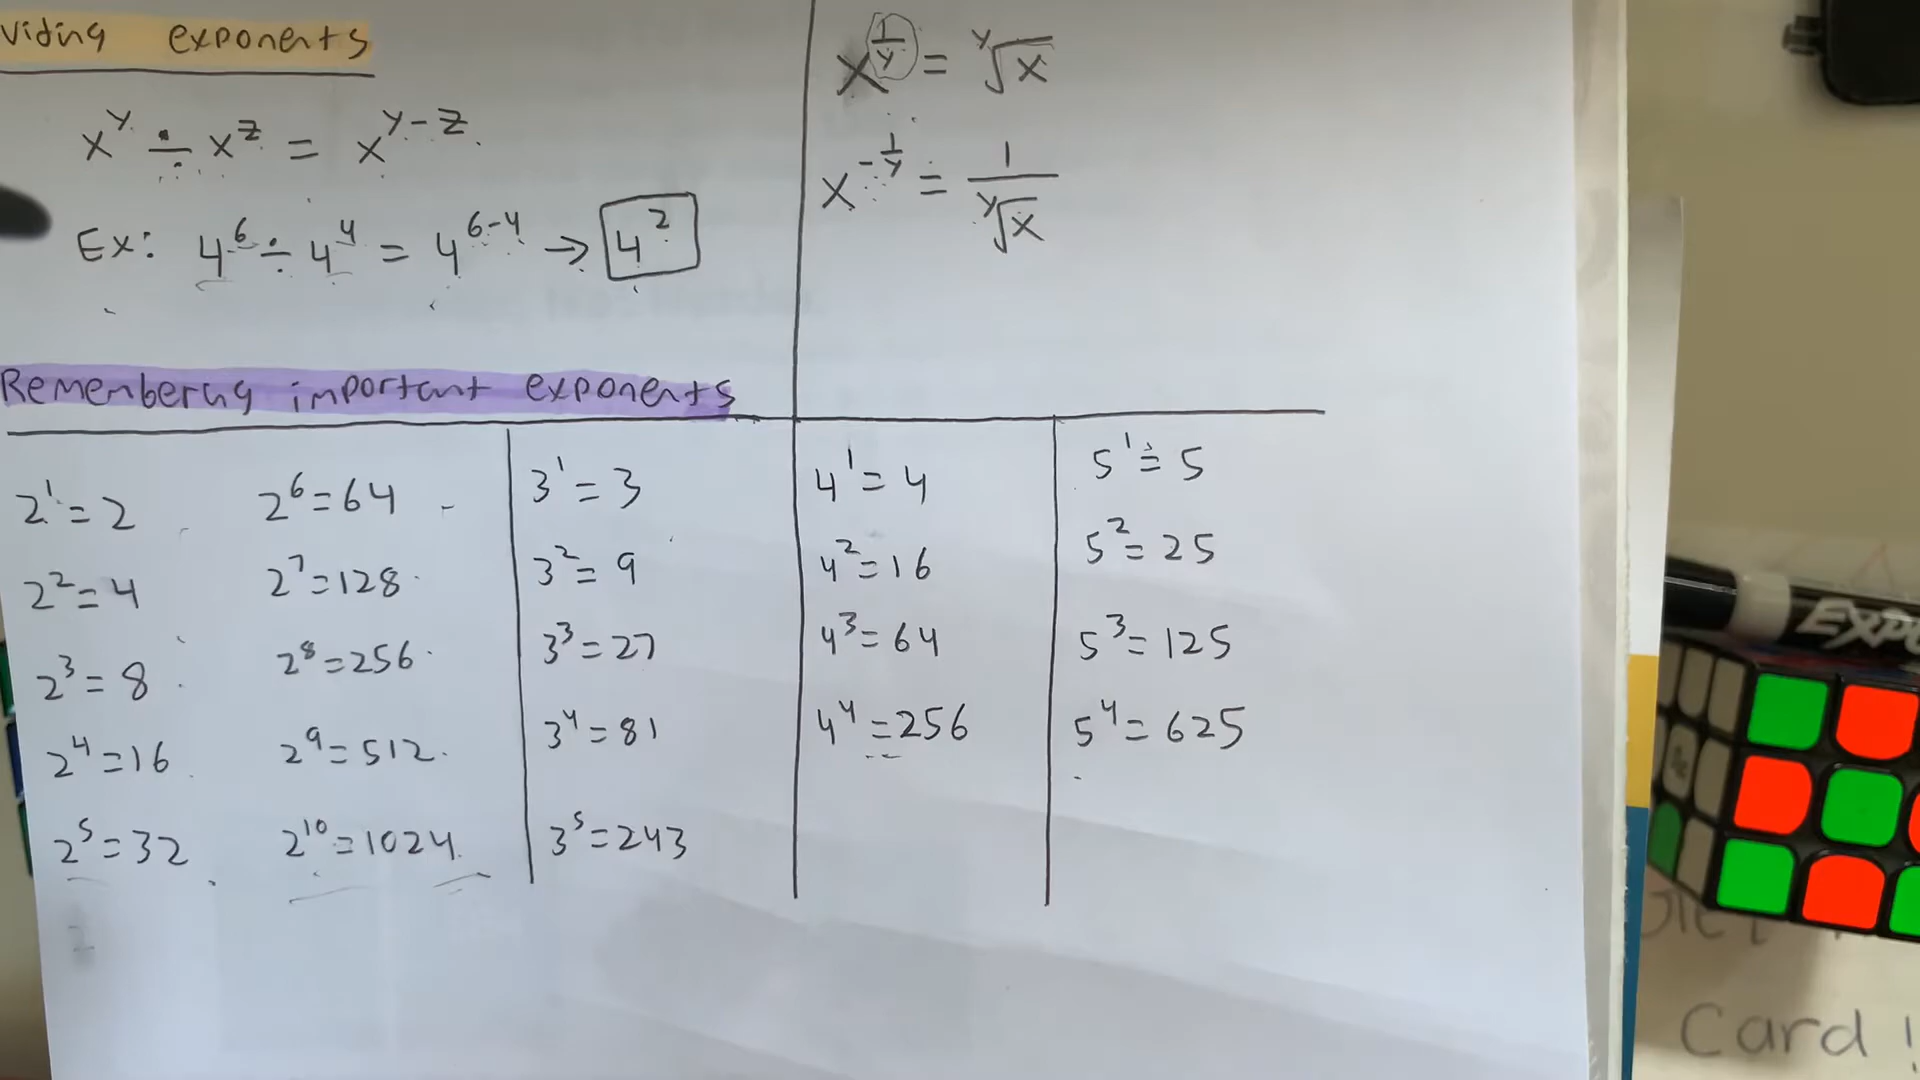 viding exponents
x^y ÷ x^z = x^(y-z)
Ex: 4^6 ÷ 4^4 = 4^(6-4) → 4^2
x^(1/y) = ʸ√x
x^(-1/y) = 1/ʸ√x
Remembering important exponents
2^1 = 2
2^2 = 4
2^3 = 8
2^4 = 16
2^5 = 32
2^6 = 64
2^7 = 128
2^8 = 256
2^9 = 512
2^10 = 1024
3^1 = 3
3^2 = 9
3^3 = 27
3^4 = 81
3^5 = 243
4^1 = 4
4^2 = 16
4^3 = 64
4^4 = 256
5^1 = 5
5^2 = 25
5^3 = 125
5^4 = 625
EXPO
Card!